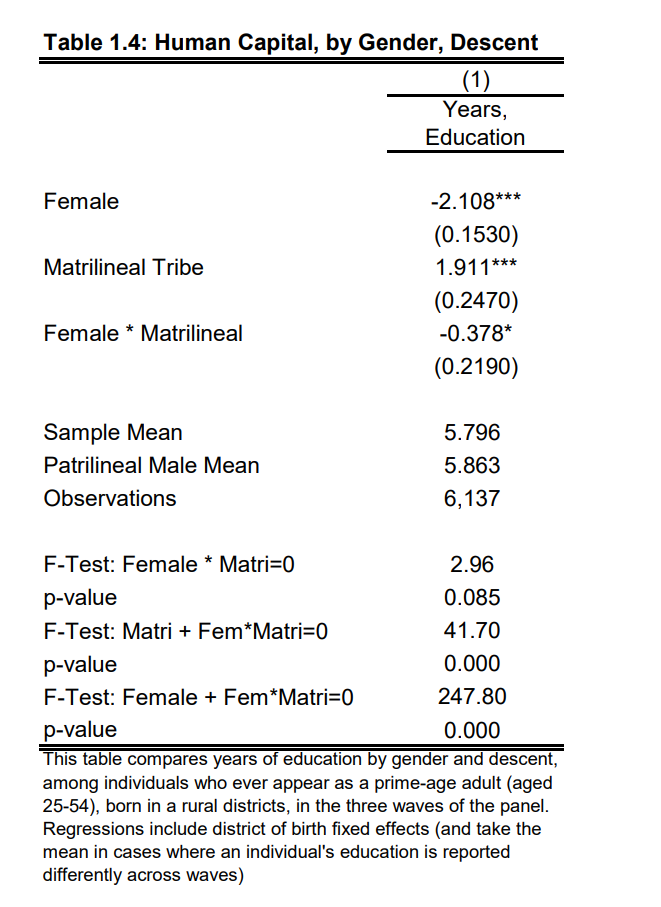 Table 1.4: Human Capital, by Gender, Descent
(1)
Years,
Education
Female -2.108***
(0.1530)
Matrilineal Tribe 1.911***
(0.2470)
Female * Matrilineal -0.378*
(0.2190)
Sample Mean 5.796
Patrilineal Male Mean 5.863
Observations 6,137
F-Test: Female * Matri=0 2.96
p-value 0.085
F-Test: Matri + Fem*Matri=0 41.70
p-value 0.000
F-Test: Female + Fem*Matri=0 247.80
p-value 0.000
This table compares years of education by gender and descent,
among individuals who ever appear as a prime-age adult (aged
25-54), born in a rural districts, in the three waves of the panel.
Regressions include district of birth fixed effects (and take the
mean in cases where an individual's education is reported
differently across waves)